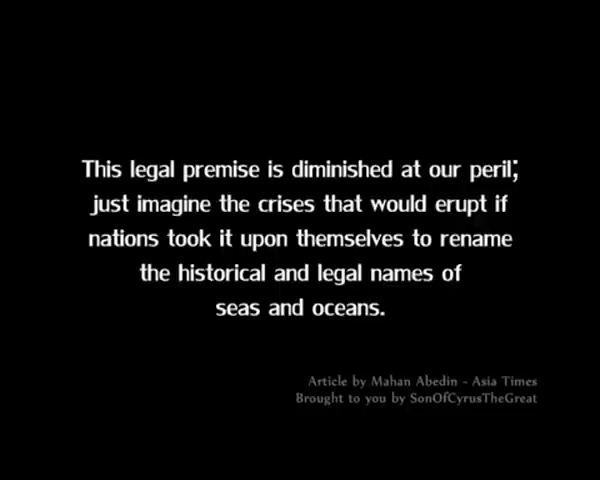 This legal premise is diminished at our peril;
just imagine the crises that would erupt if
nations took it upon themselves to rename
the historical and legal names of
seas and oceans.
Article by Mahan Abedin - Asia Times
Brought to you by SonOfCyrusTheGreat